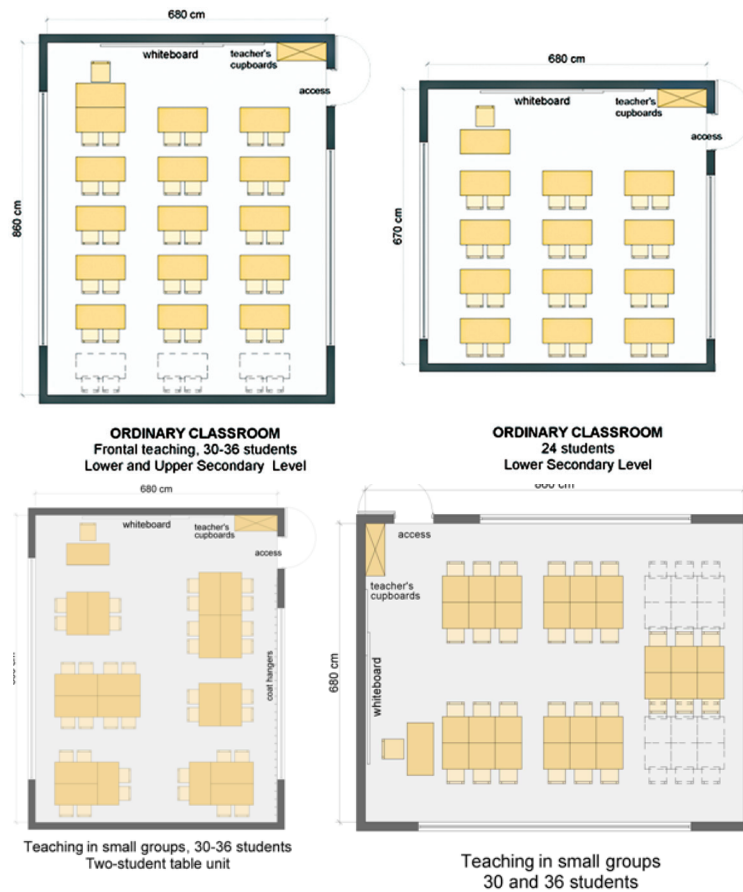 680 cm
whiteboard
teacher's
cupboards
access
860 cm
ORDINARY CLASSROOM
Frontal teaching, 30-36 students
Lower and Upper Secondary Level
680 cm
whiteboard
teacher's
cupboards
access
670 cm
ORDINARY CLASSROOM
24 students
Lower Secondary Level
680 cm
whiteboard
teacher's
cupboards
access
coat hangers
Teaching in small groups, 30-36 students
Two-student table unit
access
teacher's
cupboards
whiteboard
680 cm
Teaching in small groups
30 and 36 students